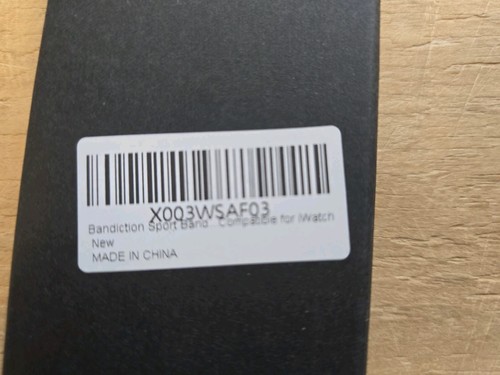 X003WSAF03
Bandiction Sport Band...Compatible for iWatch
New
MADE IN CHINA